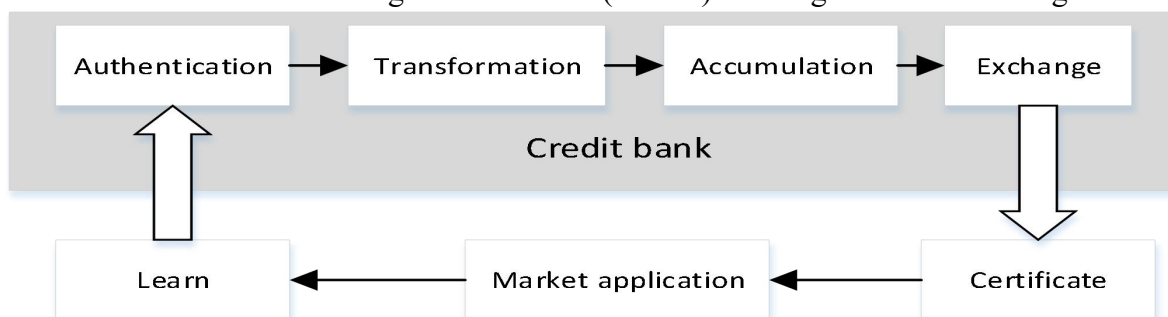 Authentication
Transformation
Accumulation
Exchange
Credit bank
Learn
Market application
Certificate